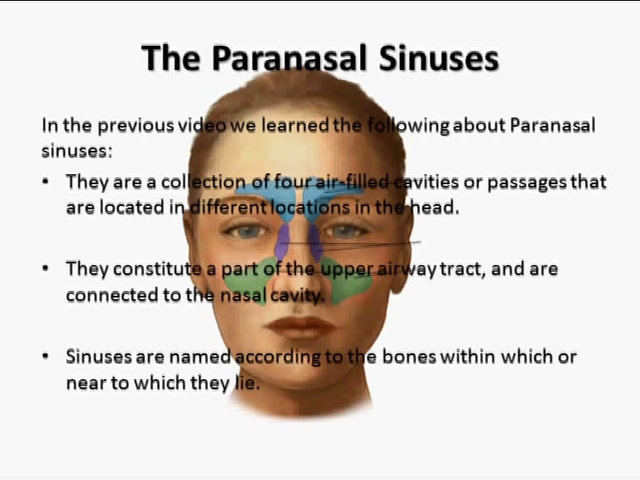 The Paranasal Sinuses
In the previous video we learned the following about Paranasal
sinuses:
• They are a collection of four air-filled cavities or passages that
are located in different locations in the head.
• They constitute a part of the upper airway tract, and are
connected to the nasal cavity.
• Sinuses are named according to the bones within which or
near to which they lie.